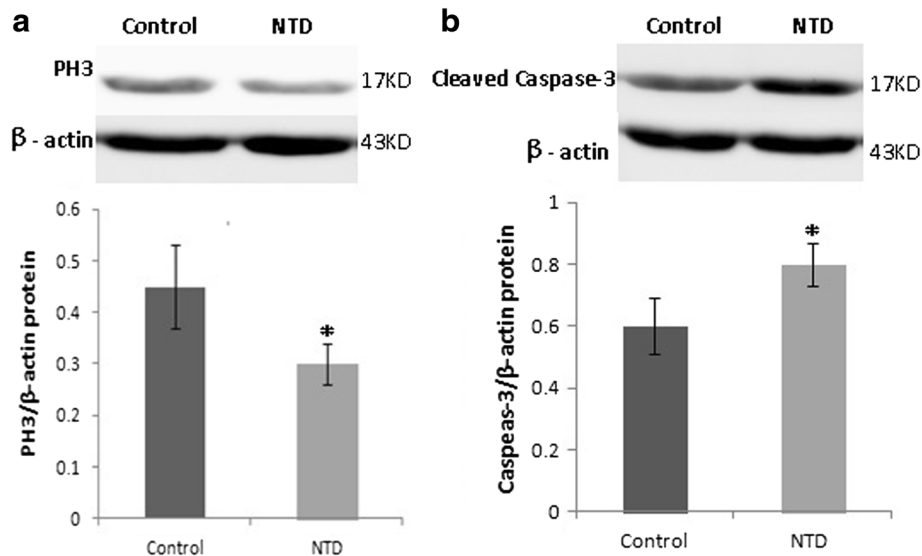 a
Control NTD
PH3 17KD
β - actin 43KD
0.6
0.5
0.4
0.3
0.2
0.1
0
PH3/β-actin protein
*
Control NTD
b
Control NTD
Cleaved Caspase-3 17KD
β - actin 43KD
1
0.8
0.6
0.4
0.2
0
Caspeas-3/β-actin protein
*
Control NTD